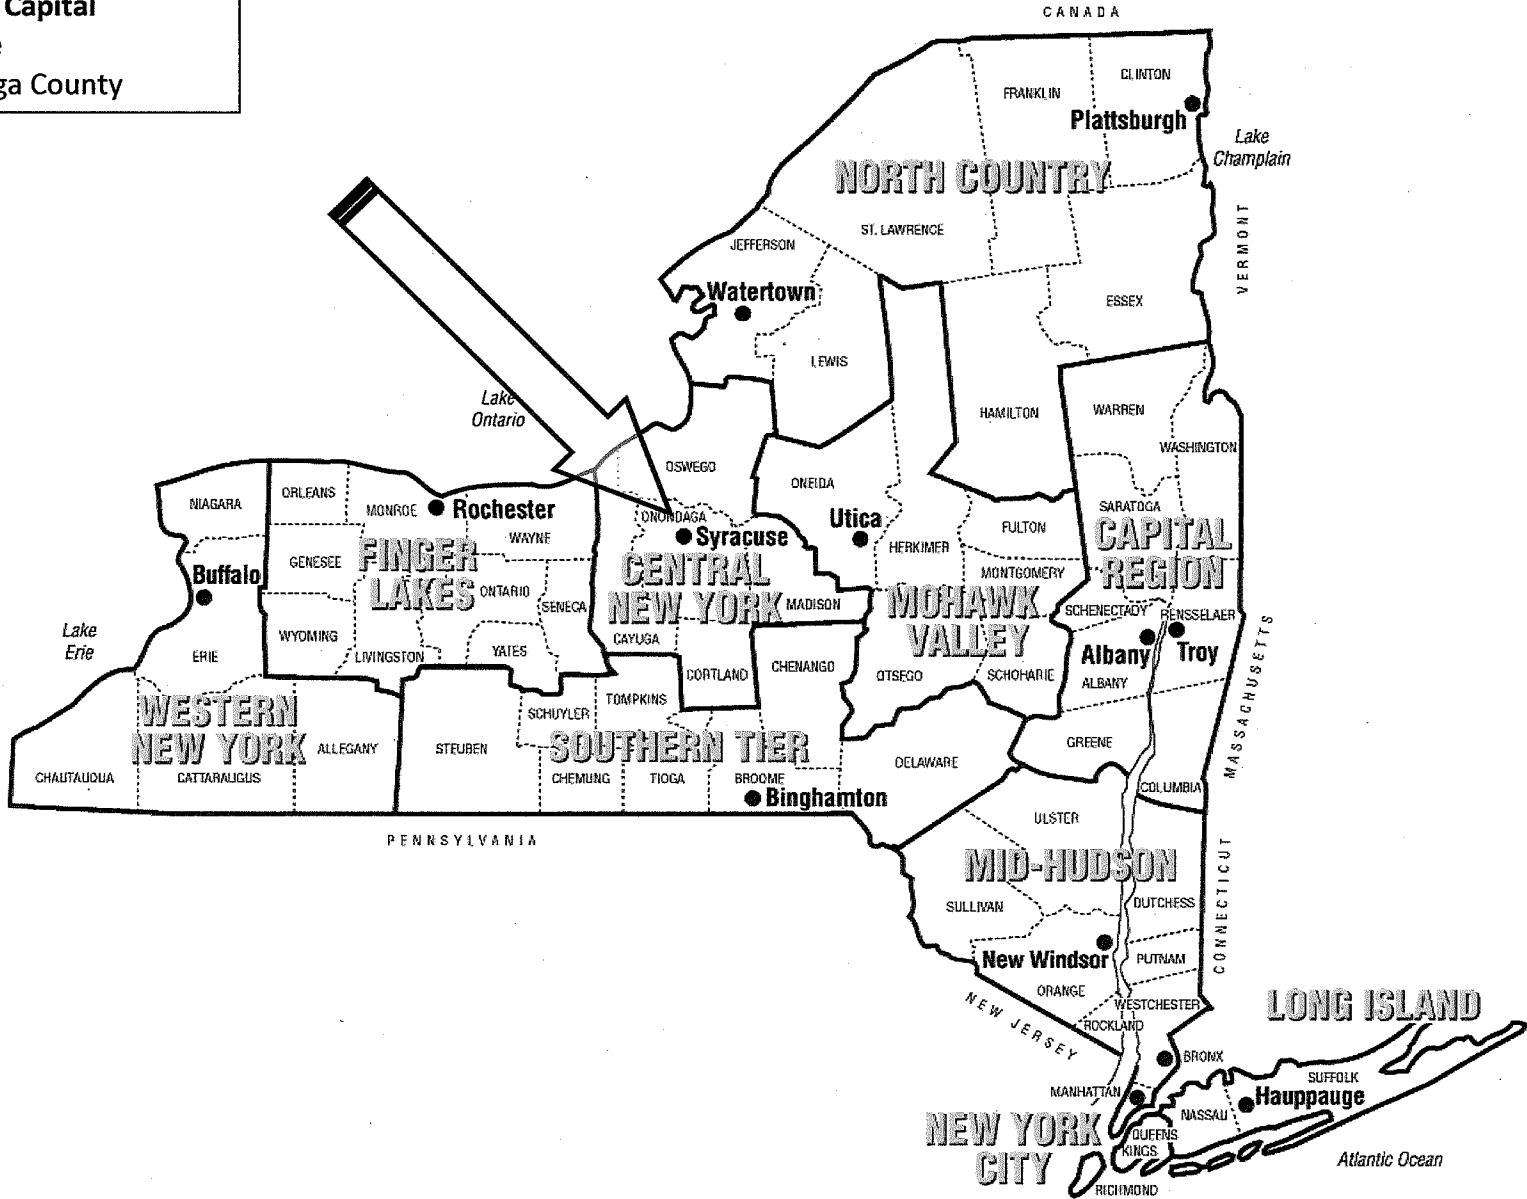 Capital
ga County
CANADA
CLINTON
FRANKLIN
Plattsburgh
Lake
Champlain
NORTH COUNTRY
VERMONT
ST. LAWRENCE
JEFFERSON
Watertown
ESSEX
LEWIS
Lake
Ontario
HAMILTON
WARREN
WASHINGTON
OSWEGO
ONEIDA
NIAGARA
ORLEANS
MONROE
Rochester
WAYNE
ONONDAGA
Syracuse
Utica
HERKIMER
FULTON
SARATOGA
CAPITAL
REGION
GENESEE
FINGER
LAKES
ONTARIO
SENECA
CENTRAL
NEW YORK
MADISON
MONTGOMERY
MOHAWK
VALLEY
SCHENECTADY
RENSSELAER
Buffalo
Lake
Erie
ERIE
WYOMING
LIVINGSTON
YATES
CAYUGA
CORTLAND
CHENANGO
OTSEGO
SCHOHARIE
Albany
Troy
ALBANY
MASSACHUSETTS
WESTERN
NEW YORK
ALLEGANY
CHAUTAUQUA
CATTARAUGUS
STEUBEN
SCHUYLER
TOMPKINS
SOUTHERN TIER
CHEMUNG
TIOGA
BROOME
Binghamton
DELAWARE
GREENE
COLUMBIA
PENNSYLVANIA
ULSTER
MID-HUDSON
SULLIVAN
DUTCHESS
CONNECTICUT
New Windsor
PUTNAM
ORANGE
WESTCHESTER
ROCKLAND
NEW JERSEY
LONG ISLAND
BRONX
MANHATTAN
SUFFOLK
Hauppauge
NASSAU
NEW YORK
CITY
QUEENS
KINGS
RICHMOND
Atlantic Ocean